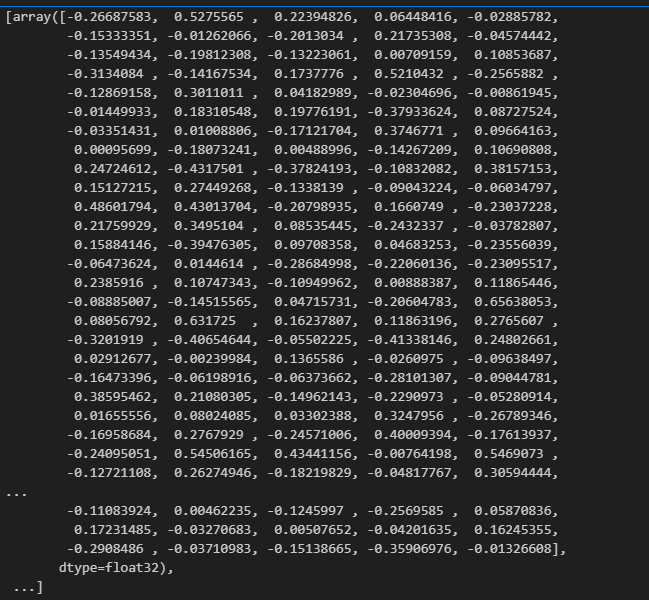 [array([-0.26687583,  0.5275565 ,  0.22394826,  0.06448416, -0.02885782,
-0.15333351, -0.01262066, -0.2013034 ,  0.21735308, -0.04574442,
-0.13549434, -0.19812308, -0.13223061,  0.00709159,  0.10853687,
-0.3134084 , -0.14167534,  0.1737776 ,  0.5210432 , -0.2565882 ,
-0.12869158,  0.3011011 ,  0.04182989, -0.02304696, -0.00861945,
-0.01449933,  0.18310548,  0.19776191, -0.37933624,  0.08727524,
-0.03351431,  0.01008806, -0.17121704,  0.3746771 ,  0.09664163,
0.00095699, -0.18073241,  0.00488996, -0.14267209,  0.10690808,
0.24724612, -0.4317501 , -0.37824193, -0.10832082,  0.38157153,
0.15127215,  0.27449268, -0.1338139 , -0.09043224, -0.06034797,
0.48601794,  0.43013704, -0.20798935,  0.1660749 , -0.23037228,
0.21759929,  0.3495104 ,  0.08535445, -0.2432337 , -0.03782807,
0.15884146, -0.39476305,  0.09708358,  0.04683253, -0.23556039,
-0.06473624,  0.0144614 , -0.28684998, -0.22060136, -0.23095517,
0.2385916 ,  0.10747343, -0.10949962,  0.00888387,  0.11865446,
-0.08885007, -0.14515565,  0.04715731, -0.20604783,  0.65638053,
0.08056792,  0.631725  ,  0.16237807,  0.11863196,  0.2765607 ,
-0.3201919 , -0.40654644, -0.05502225, -0.41338146,  0.24802661,
0.02912677, -0.00239984,  0.1365586 , -0.0260975 , -0.09638497,
-0.16473396, -0.06198916, -0.06373662, -0.28101307, -0.09044781,
0.38595462,  0.21080305, -0.14962143, -0.2290973 , -0.05280914,
0.01655556,  0.08024085,  0.03302388,  0.3247956 , -0.26789346,
-0.16958684,  0.2767929 , -0.24571006,  0.40009394, -0.17613937,
-0.24095051,  0.54506165,  0.43441156, -0.00764198,  0.5469073 ,
-0.12721108,  0.26274946, -0.18219829, -0.04817767,  0.30594444,
...
-0.11083924,  0.00462235, -0.1245997 , -0.2569585 ,  0.05870836,
0.17231485, -0.03270683,  0.00507652, -0.04201635,  0.16245355,
-0.2908486 , -0.03710983, -0.15138665, -0.35906976, -0.01326608],
dtype=float32),
...]